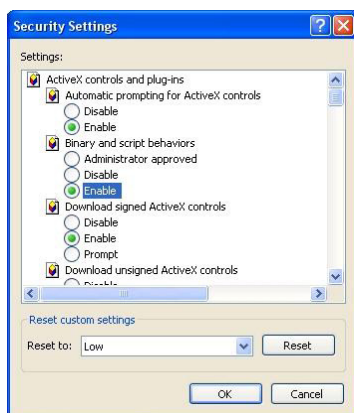 Security Settings
Settings:
ActiveX controls and plug-ins
Automatic prompting for ActiveX controls
Disable
Enable
Binary and script behaviors
Administrator approved
Disable
Enable
Download signed ActiveX controls
Disable
Enable
Prompt
Download unsigned ActiveX controls
Reset custom settings
Reset to: Low Reset
OK Cancel